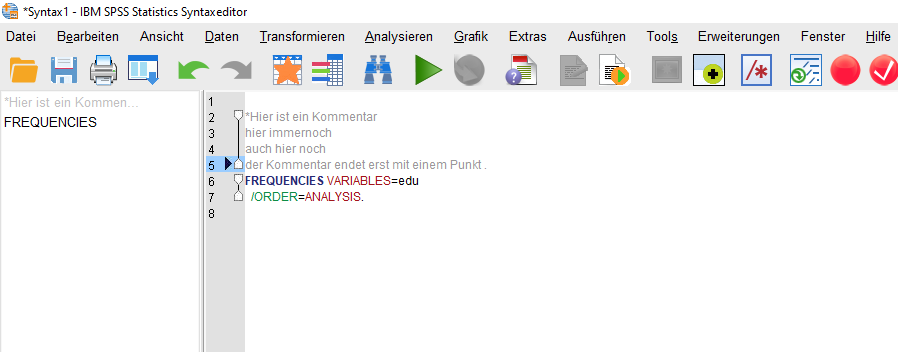 *Syntax1 - IBM SPSS Statistics Syntaxeditor
Datei Bearbeiten Ansicht Daten Transformieren Analysieren Grafik Extras Ausführen Tools Erweiterungen Fenster Hilfe
*Hier ist ein Kommen...
FREQUENCIES
1
2 *Hier ist ein Kommentar
3 hier immernoch
4 auch hier noch
5 der Kommentar endet erst mit einem Punkt .
6 FREQUENCIES VARIABLES=edu
7 /ORDER=ANALYSIS.
8